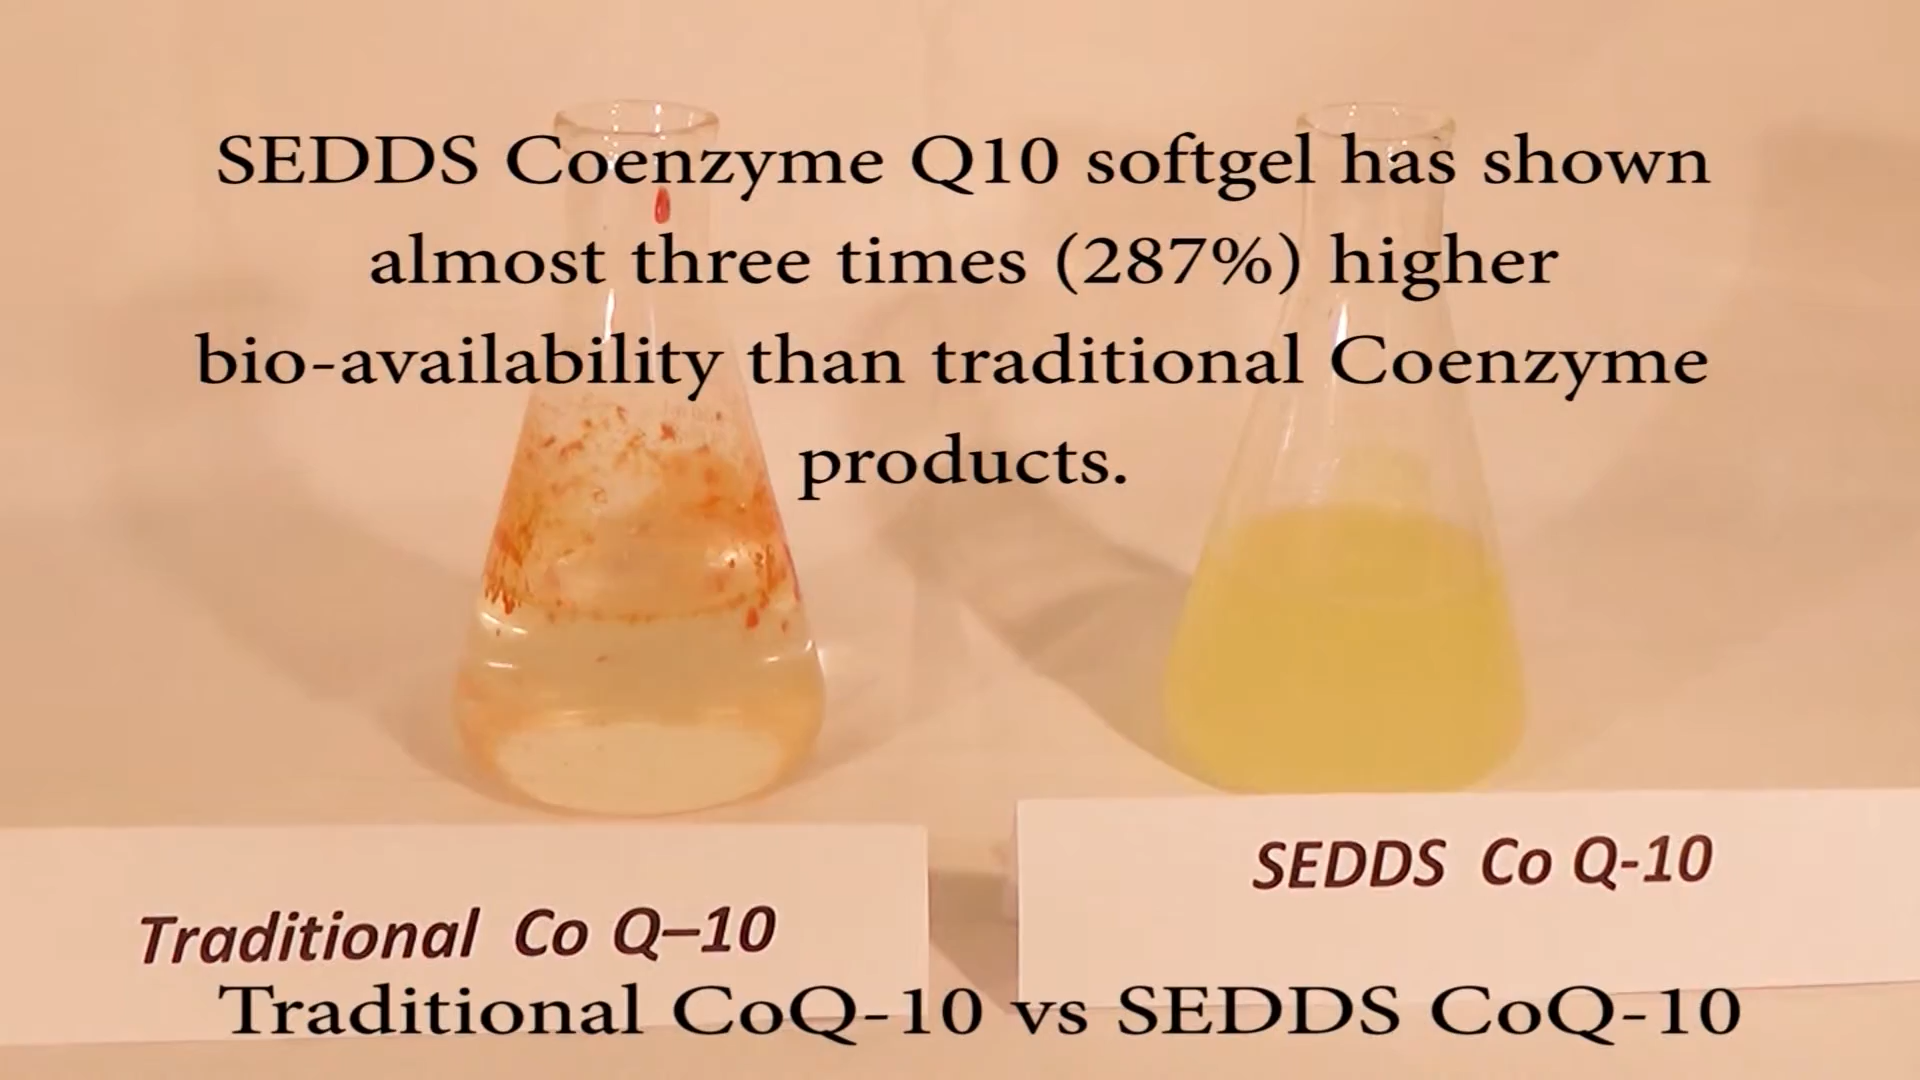 SEDDS Coenzyme Q10 softgel has shown
almost three times (287%) higher
bio-availability than traditional Coenzyme
products.
SEDDS Co Q-10
Traditional Co Q–10
Traditional CoQ-10 vs SEDDS CoQ-10